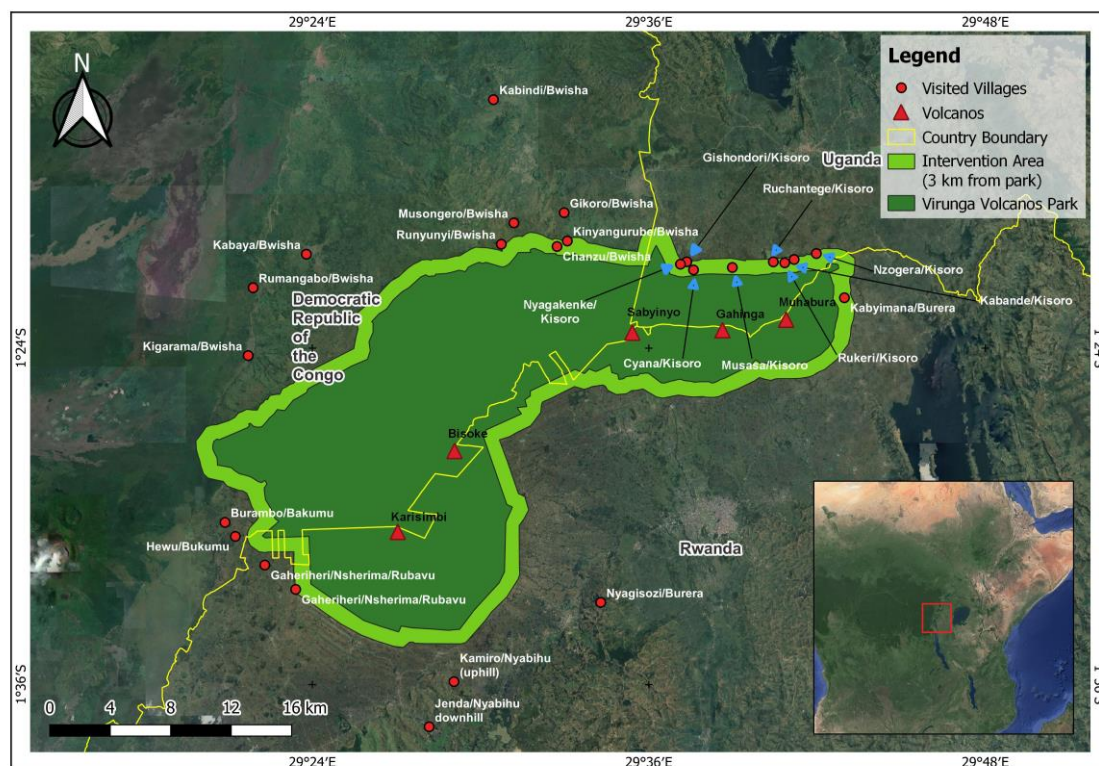 29°24′E
29°36′E
29°48′E
N
Legend
Visited Villages
Volcanos
Country Boundary
Intervention Area
(3 km from park)
Virunga Volcanos Park
Kabindi/Bwisha
Gishondori/Kisoro
Uganda
Ruchantege/Kisoro
Gikoro/Bwisha
Musongero/Bwisha
Kinyangurube/Bwisha
Runyunyi/Bwisha
Chanzu/Bwisha
Kabaya/Bwisha
Rumangabo/Bwisha
Nzogera/Kisoro
Nyagakenke/
Kisoro
Kabande/Kisoro
Kabyimana/Burera
Democratic
Republic
of
the
Congo
Sabyinyo
Gahinga
Muhabura
Kigarama/Bwisha
Cyana/Kisoro
Musasa/Kisoro
Rukeri/Kisoro
1°24′S
1°24′S
Bisoke
Karisimbi
Burambo/Bakumu
Hewu/Bukumu
Rwanda
Gaheriheri/Nsherima/Rubavu
Gaheriheri/Nsherima/Rubavu
Nyagisozi/Burera
Kamiro/Nyabihu
(uphill)
Jenda/Nyabihu
downhill
1°36′S
1°36′S
0 4 8 12 16 km
29°24′E
29°36′E
29°48′E